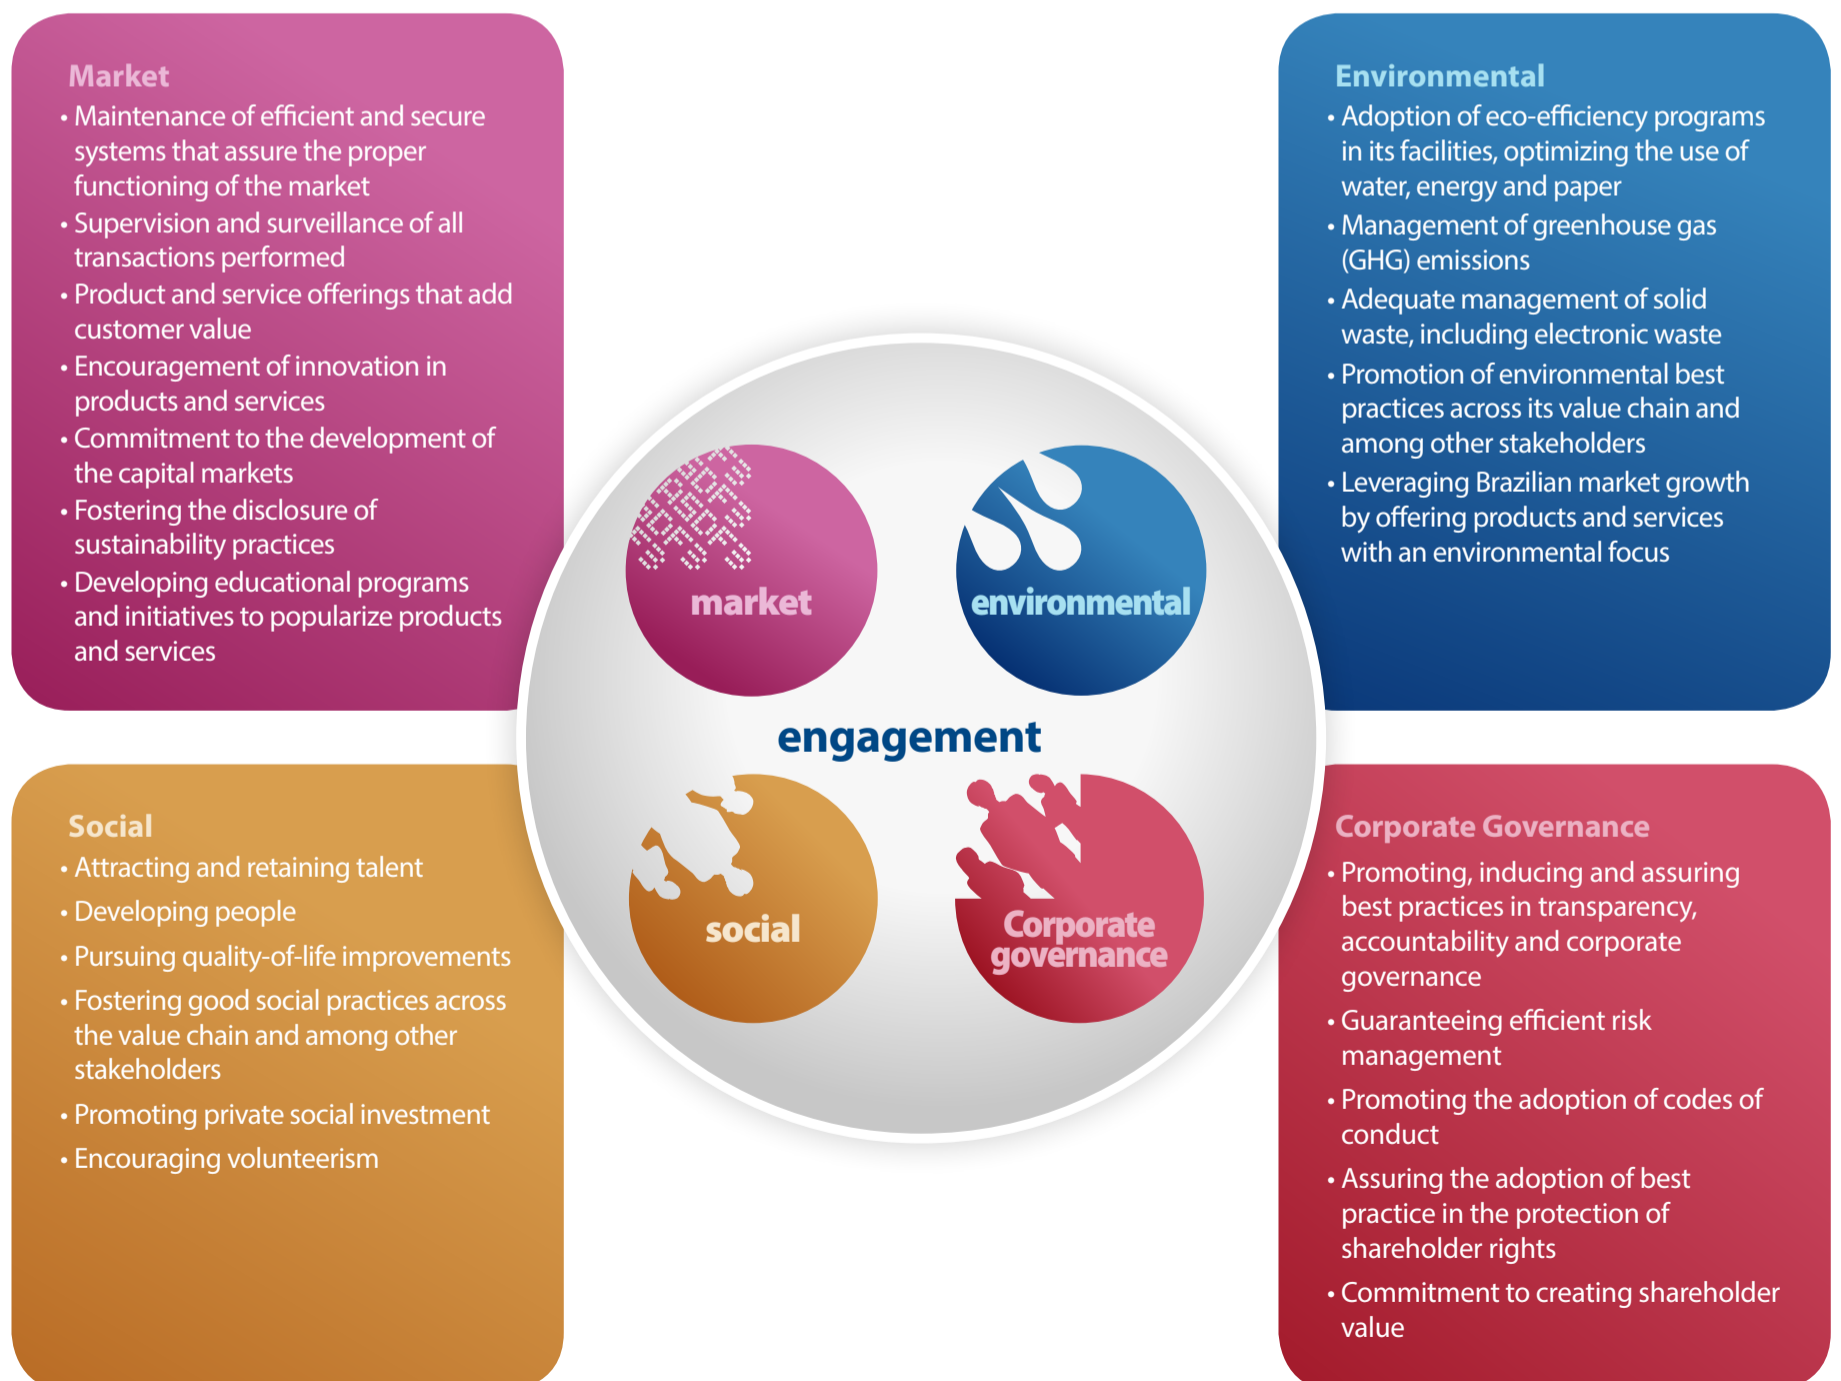 Market
• Maintenance of efficient and secure
systems that assure the proper
functioning of the market
• Supervision and surveillance of all
transactions performed
• Product and service offerings that add
customer value
• Encouragement of innovation in
products and services
• Commitment to the development of
the capital markets
• Fostering the disclosure of
sustainability practices
• Developing educational programs
and initiatives to popularize products
and services
Environmental
• Adoption of eco-efficiency programs
in its facilities, optimizing the use of
water, energy and paper
• Management of greenhouse gas
(GHG) emissions
• Adequate management of solid
waste, including electronic waste
• Promotion of environmental best
practices across its value chain and
among other stakeholders
• Leveraging Brazilian market growth
by offering products and services
with an environmental focus
market
environmental
engagement
social
Corporate
governance
Social
• Attracting and retaining talent
• Developing people
• Pursuing quality-of-life improvements
• Fostering good social practices across
the value chain and among other
stakeholders
• Promoting private social investment
• Encouraging volunteerism
Corporate Governance
• Promoting, inducing and assuring
best practices in transparency,
accountability and corporate
governance
• Guaranteeing efficient risk
management
• Promoting the adoption of codes of
conduct
• Assuring the adoption of best
practice in the protection of
shareholder rights
• Commitment to creating shareholder
value